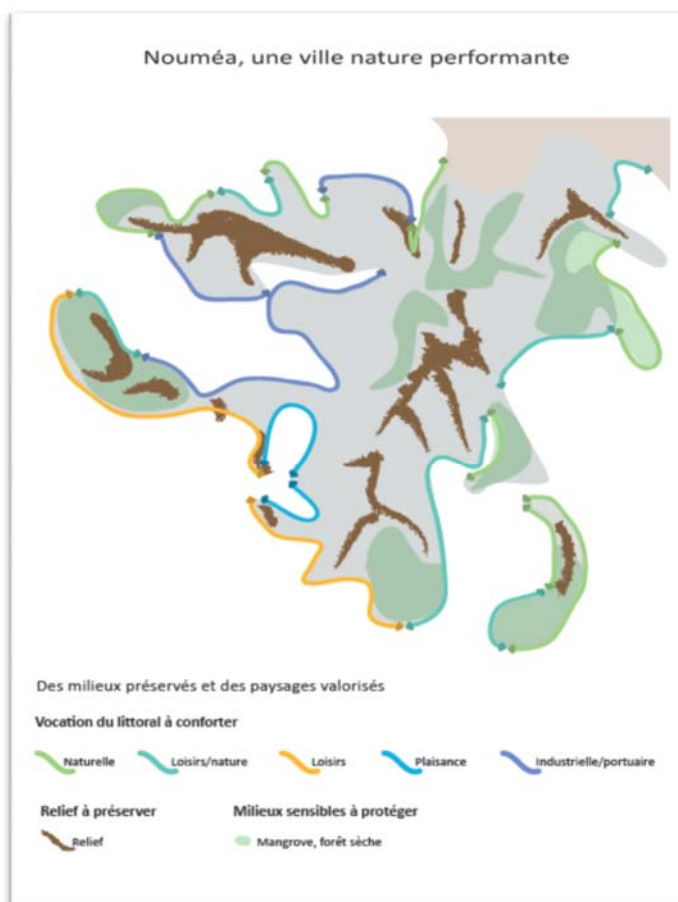 Nouméa, une ville nature performante
Des milieux préservés et des paysages valorisés
Vocation du littoral à conforter
Naturelle Loisirs/nature Loisirs Plaisance Industrielle/portuaire
Relief à préserver Milieux sensibles à protéger
Relief Mangrove, forêt sèche